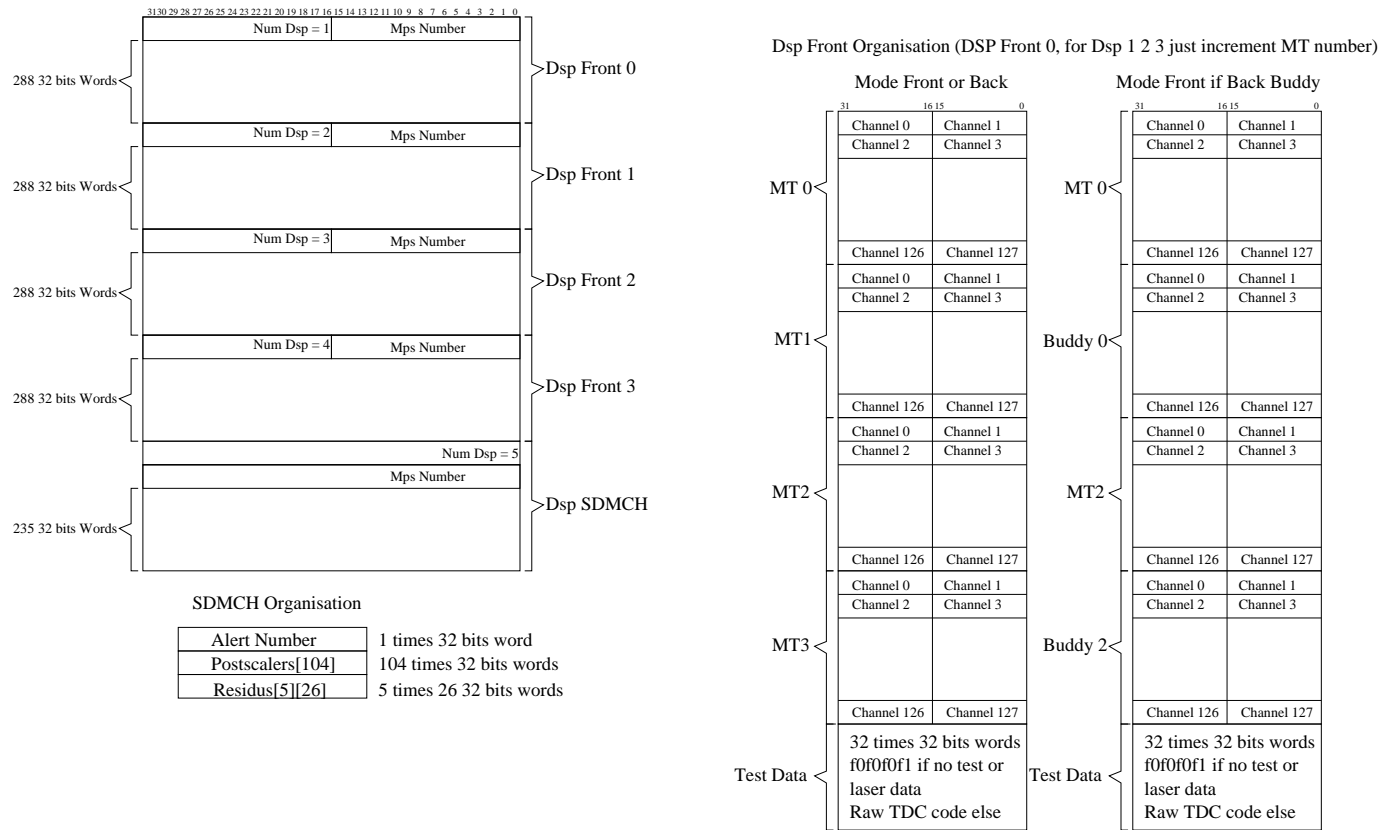 3130 29 28 27 26 25 24 23 22 21 20 19 18 17 16 15 14 13 12 11 10 9 8 7 6 5 4 3 2 1 0
Num Dsp = 1 Mps Number
288 32 bits Words
Dsp Front 0
Num Dsp = 2 Mps Number
288 32 bits Words
Dsp Front 1
Num Dsp = 3 Mps Number
288 32 bits Words
Dsp Front 2
Num Dsp = 4 Mps Number
288 32 bits Words
Dsp Front 3
Num Dsp = 5
Mps Number
235 32 bits Words
Dsp SDMCH
SDMCH Organisation
Alert Number 1 times 32 bits word
Postscalers[104] 104 times 32 bits words
Residus[5][26] 5 times 26 32 bits words
Dsp Front Organisation (DSP Front 0, for Dsp 1 2 3 just increment MT number)
Mode Front or Back
31 16 15 0
MT 0
Channel 0 Channel 1
Channel 2 Channel 3
Channel 126 Channel 127
MT1
Channel 0 Channel 1
Channel 2 Channel 3
Channel 126 Channel 127
MT2
Channel 0 Channel 1
Channel 2 Channel 3
Channel 126 Channel 127
MT3
Channel 0 Channel 1
Channel 2 Channel 3
Channel 126 Channel 127
Test Data
32 times 32 bits words
f0f0f0f1 if no test or
laser data
Raw TDC code else
Mode Front if Back Buddy
31 16 15 0
MT 0
Channel 0 Channel 1
Channel 2 Channel 3
Channel 126 Channel 127
Buddy 0
Channel 0 Channel 1
Channel 2 Channel 3
Channel 126 Channel 127
MT2
Channel 0 Channel 1
Channel 2 Channel 3
Channel 126 Channel 127
Buddy 2
Channel 0 Channel 1
Channel 2 Channel 3
Channel 126 Channel 127
Test Data
32 times 32 bits words
f0f0f0f1 if no test or
laser data
Raw TDC code else